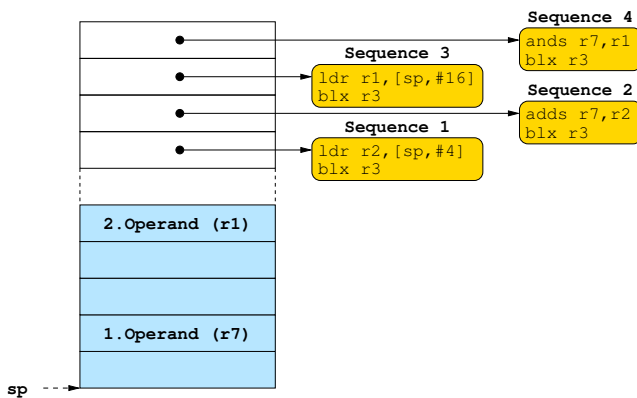 Sequence 4
ands r7,r1
blx r3
Sequence 3
ldr r1,[sp,#16]
blx r3
Sequence 2
adds r7,r2
blx r3
Sequence 1
ldr r2,[sp,#4]
blx r3
2.Operand (r1)
1.Operand (r7)
sp